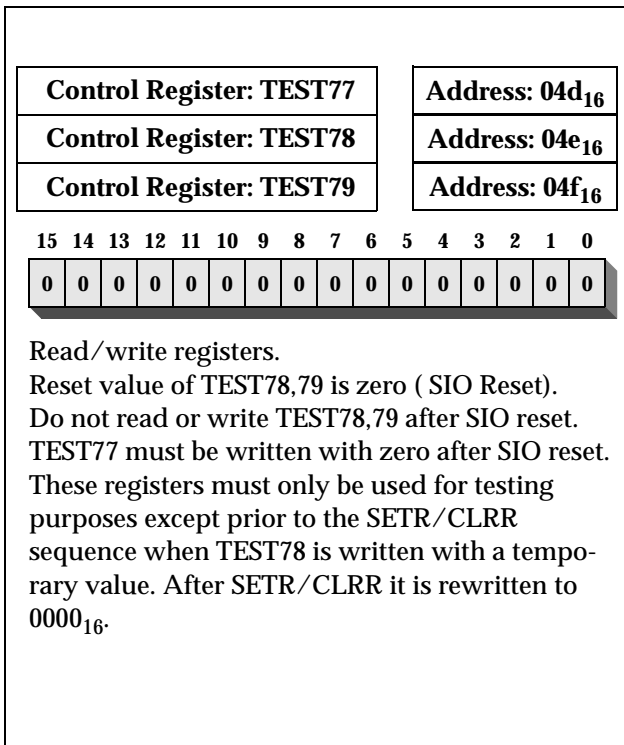 Control Register: TEST77 Address: 04d16
Control Register: TEST78 Address: 04e16
Control Register: TEST79 Address: 04f16
15 14 13 12 11 10 9 8 7 6 5 4 3 2 1 0
0 0 0 0 0 0 0 0 0 0 0 0 0 0 0 0
Read/write registers.
Reset value of TEST78,79 is zero ( SIO Reset).
Do not read or write TEST78,79 after SIO reset.
TEST77 must be written with zero after SIO reset.
These registers must only be used for testing
purposes except prior to the SETR/CLRR
sequence when TEST78 is written with a tempo-
rary value. After SETR/CLRR it is rewritten to
000016.